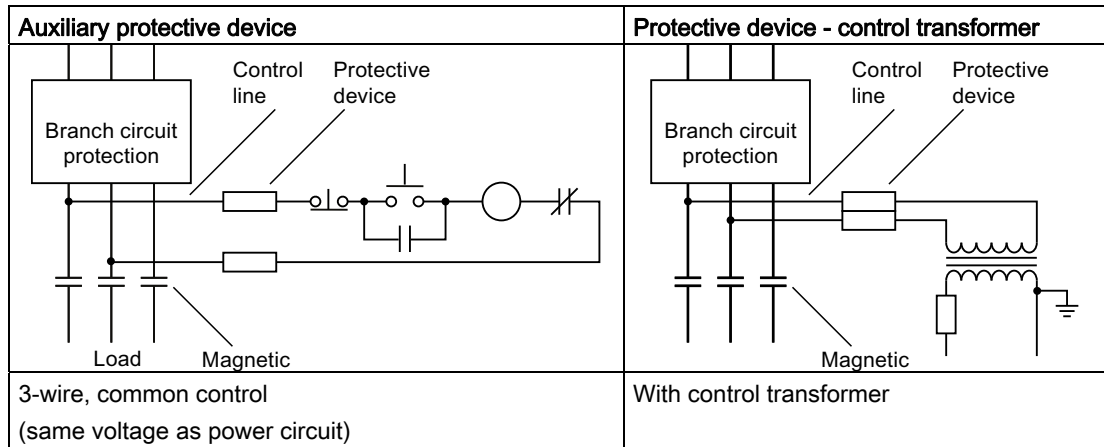 Auxiliary protective device
Protective device - control transformer
Control
line
Protective
device
Branch circuit
protection
Load
Magnetic
Control
line
Protective
device
Branch circuit
protection
Magnetic
3-wire, common control
(same voltage as power circuit)
With control transformer